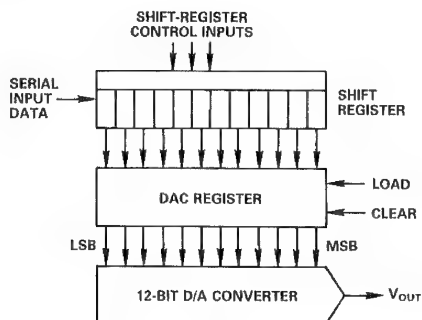 SHIFT-REGISTER
CONTROL INPUTS
SERIAL
INPUT
DATA
SHIFT
REGISTER
DAC REGISTER
LOAD
CLEAR
LSB
MSB
12-BIT D/A CONVERTER
VOUT